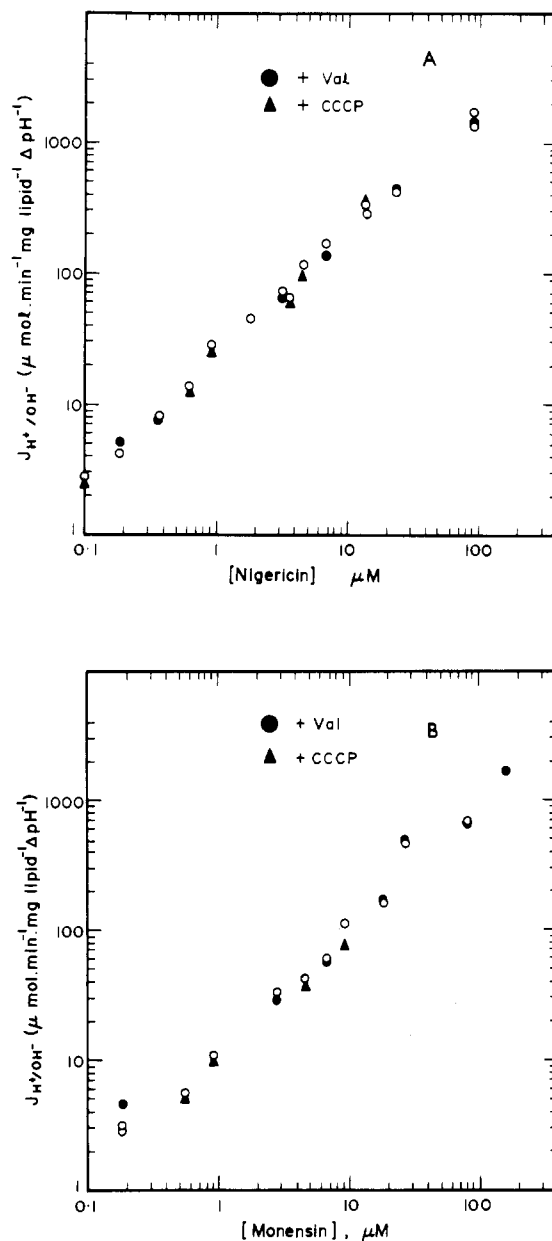 A
● + Val
▲ + CCCP
J H⁺/OH⁻ (μ mol.min⁻¹ mg lipid⁻¹ Δ pH⁻¹)
1000
100
10
1
0·1 1 10 100
[Nigericin] μM
B
● + Val
▲ + CCCP
J H⁺/OH⁻ (μ mol.min⁻¹.mg lipid⁻¹ ΔpH⁻¹)
1000
100
10
1
0·1 1 10 100
[Monensin], μM